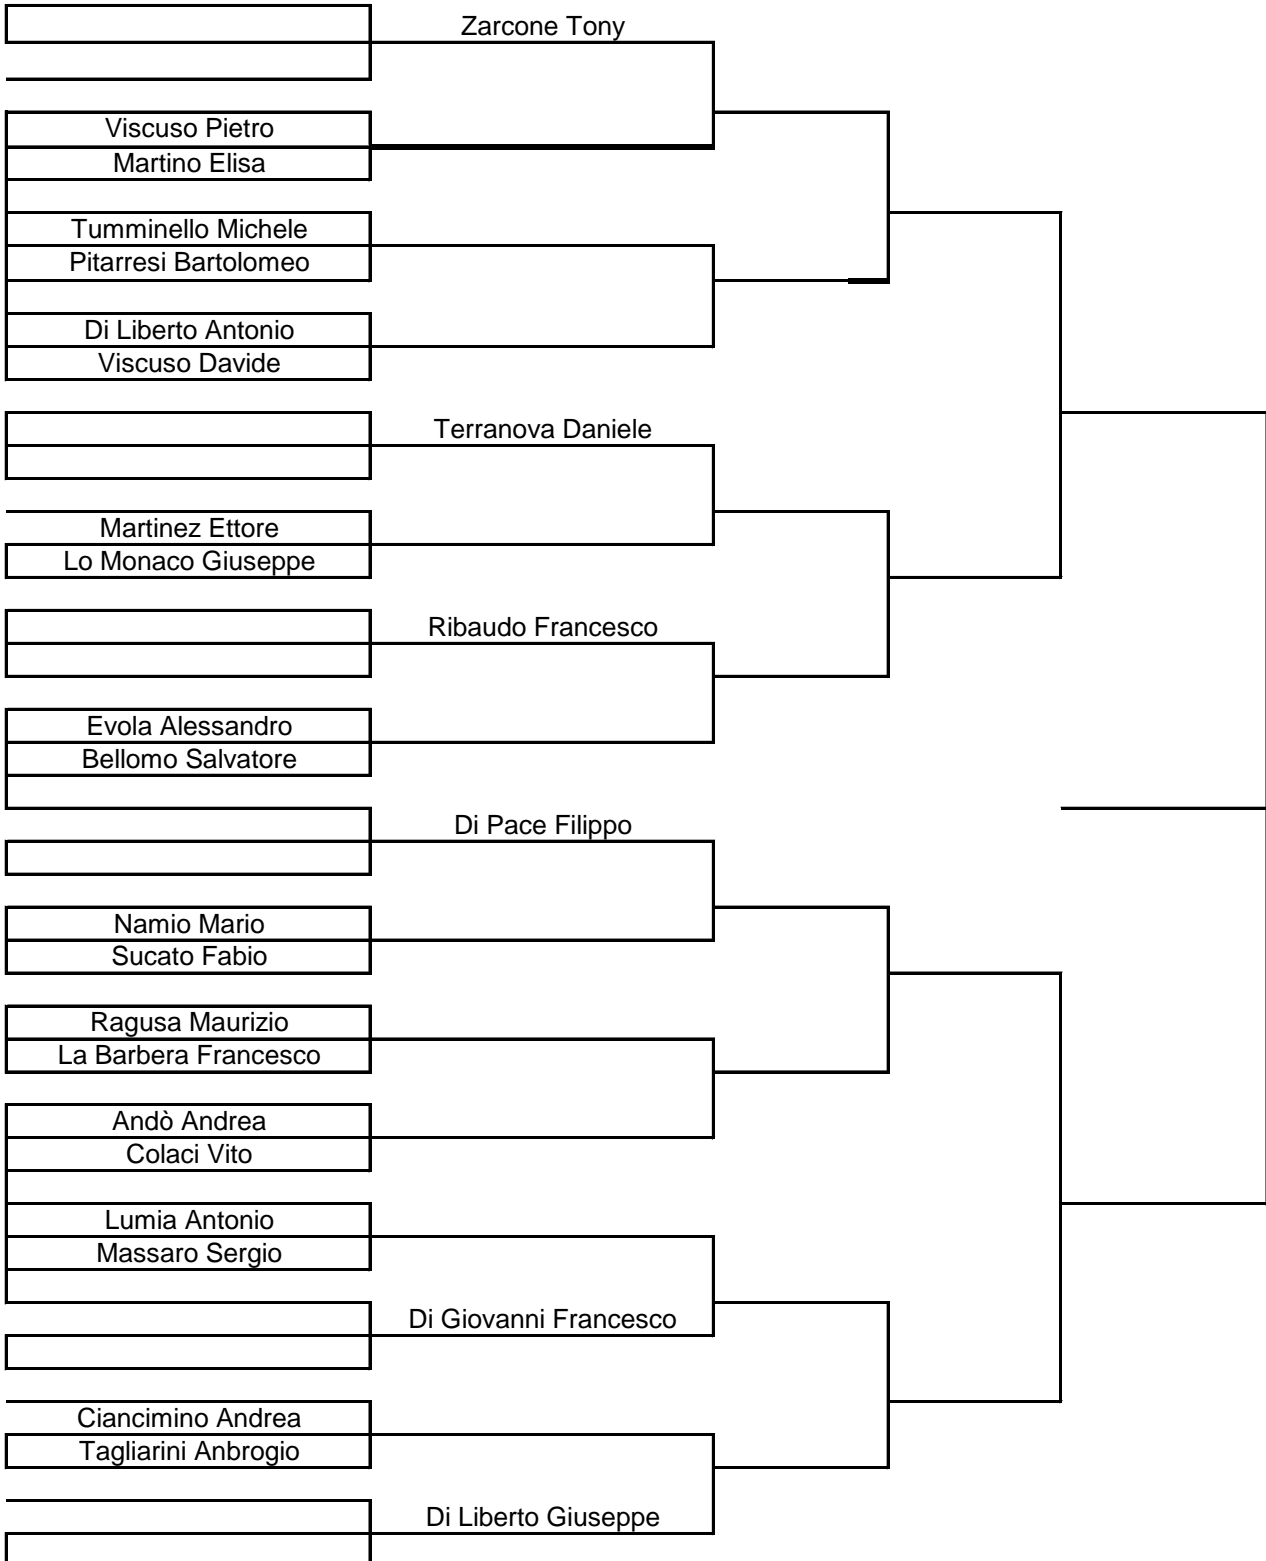 Zarcone Tony
Viscuso Pietro
Martino Elisa
Tumminello Michele
Pitarresi Bartolomeo
Di Liberto Antonio
Viscuso Davide
Terranova Daniele
Martinez Ettore
Lo Monaco Giuseppe
Ribaudo Francesco
Evola Alessandro
Bellomo Salvatore
Di Pace Filippo
Namio Mario
Sucato Fabio
Ragusa Maurizio
La Barbera Francesco
Andò Andrea
Colaci Vito
Lumia Antonio
Massaro Sergio
Di Giovanni Francesco
Ciancimino Andrea
Tagliarini Anbrogio
Di Liberto Giuseppe